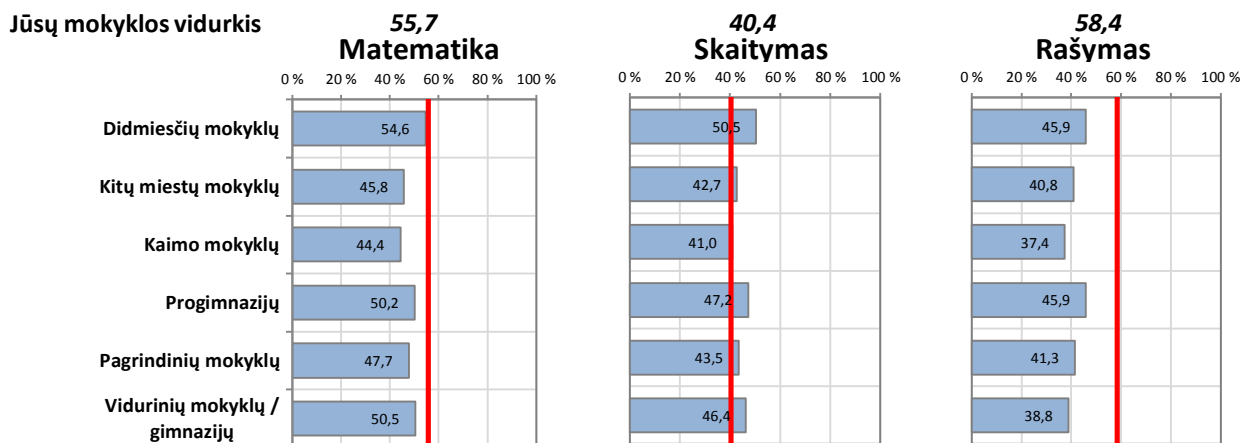 Jūsų mokyklos vidurkis 55,7 40,4 58,4
Matematika Skaitymas Rašymas
0 % 20 % 40 % 60 % 80 % 100 % 0 % 20 % 40 % 60 % 80 % 100 % 0 % 20 % 40 % 60 % 80 % 100 %
Didmiesčių mokyklų 54,6 50,5 45,9
Kitų miestų mokyklų 45,8 42,7 40,8
Kaimo mokyklų 44,4 41,0 37,4
Progimnazijų 50,2 47,2 45,9
Pagrindinių mokyklų 47,7 43,5 41,3
Vidurinių mokyklų /
gimnazijų 50,5 46,4 38,8